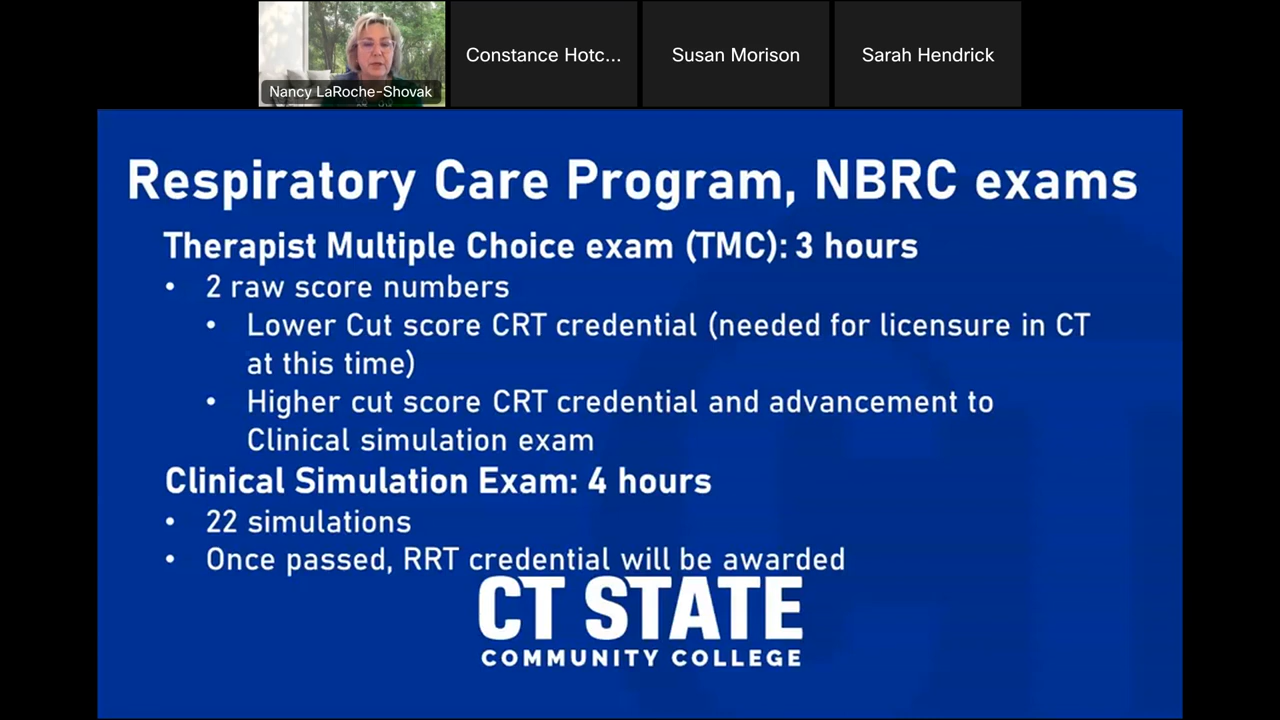 Nancy LaRoche-Shovak
Constance Hotc...
Susan Morison
Sarah Hendrick
Respiratory Care Program, NBRC exams
Therapist Multiple Choice exam (TMC): 3 hours
• 2 raw score numbers
• Lower Cut score CRT credential (needed for licensure in CT
at this time)
• Higher cut score CRT credential and advancement to
Clinical simulation exam
Clinical Simulation Exam: 4 hours
• 22 simulations
• Once passed, RRT credential will be awarded
CT STATE
COMMUNITY COLLEGE